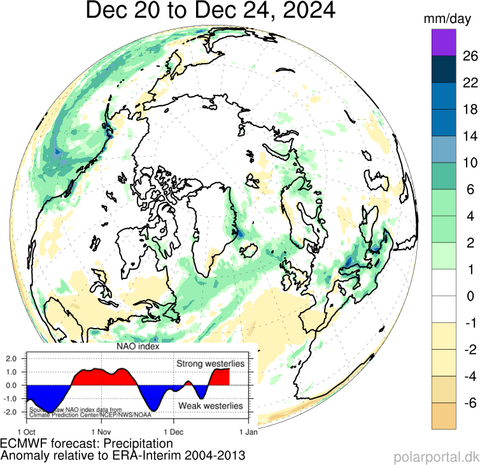 Dec 20 to Dec 24, 2024
mm/day
26
22
18
14
10
6
4
2
1
0
-1
-2
-4
-6
NAO index
2.0
1.0
0.0
-1.0
-2.0
Strong westerlies
Weak westerlies
Source: Raw NAO index data from
Climate Prediction Center/NCEP/NWS/NOAA
1 Oct
1 Nov
1 Dec
1 Jan
ECMWF forecast: Precipitation
Anomaly relative to ERA-Interim 2004-2013
polarportal.dk